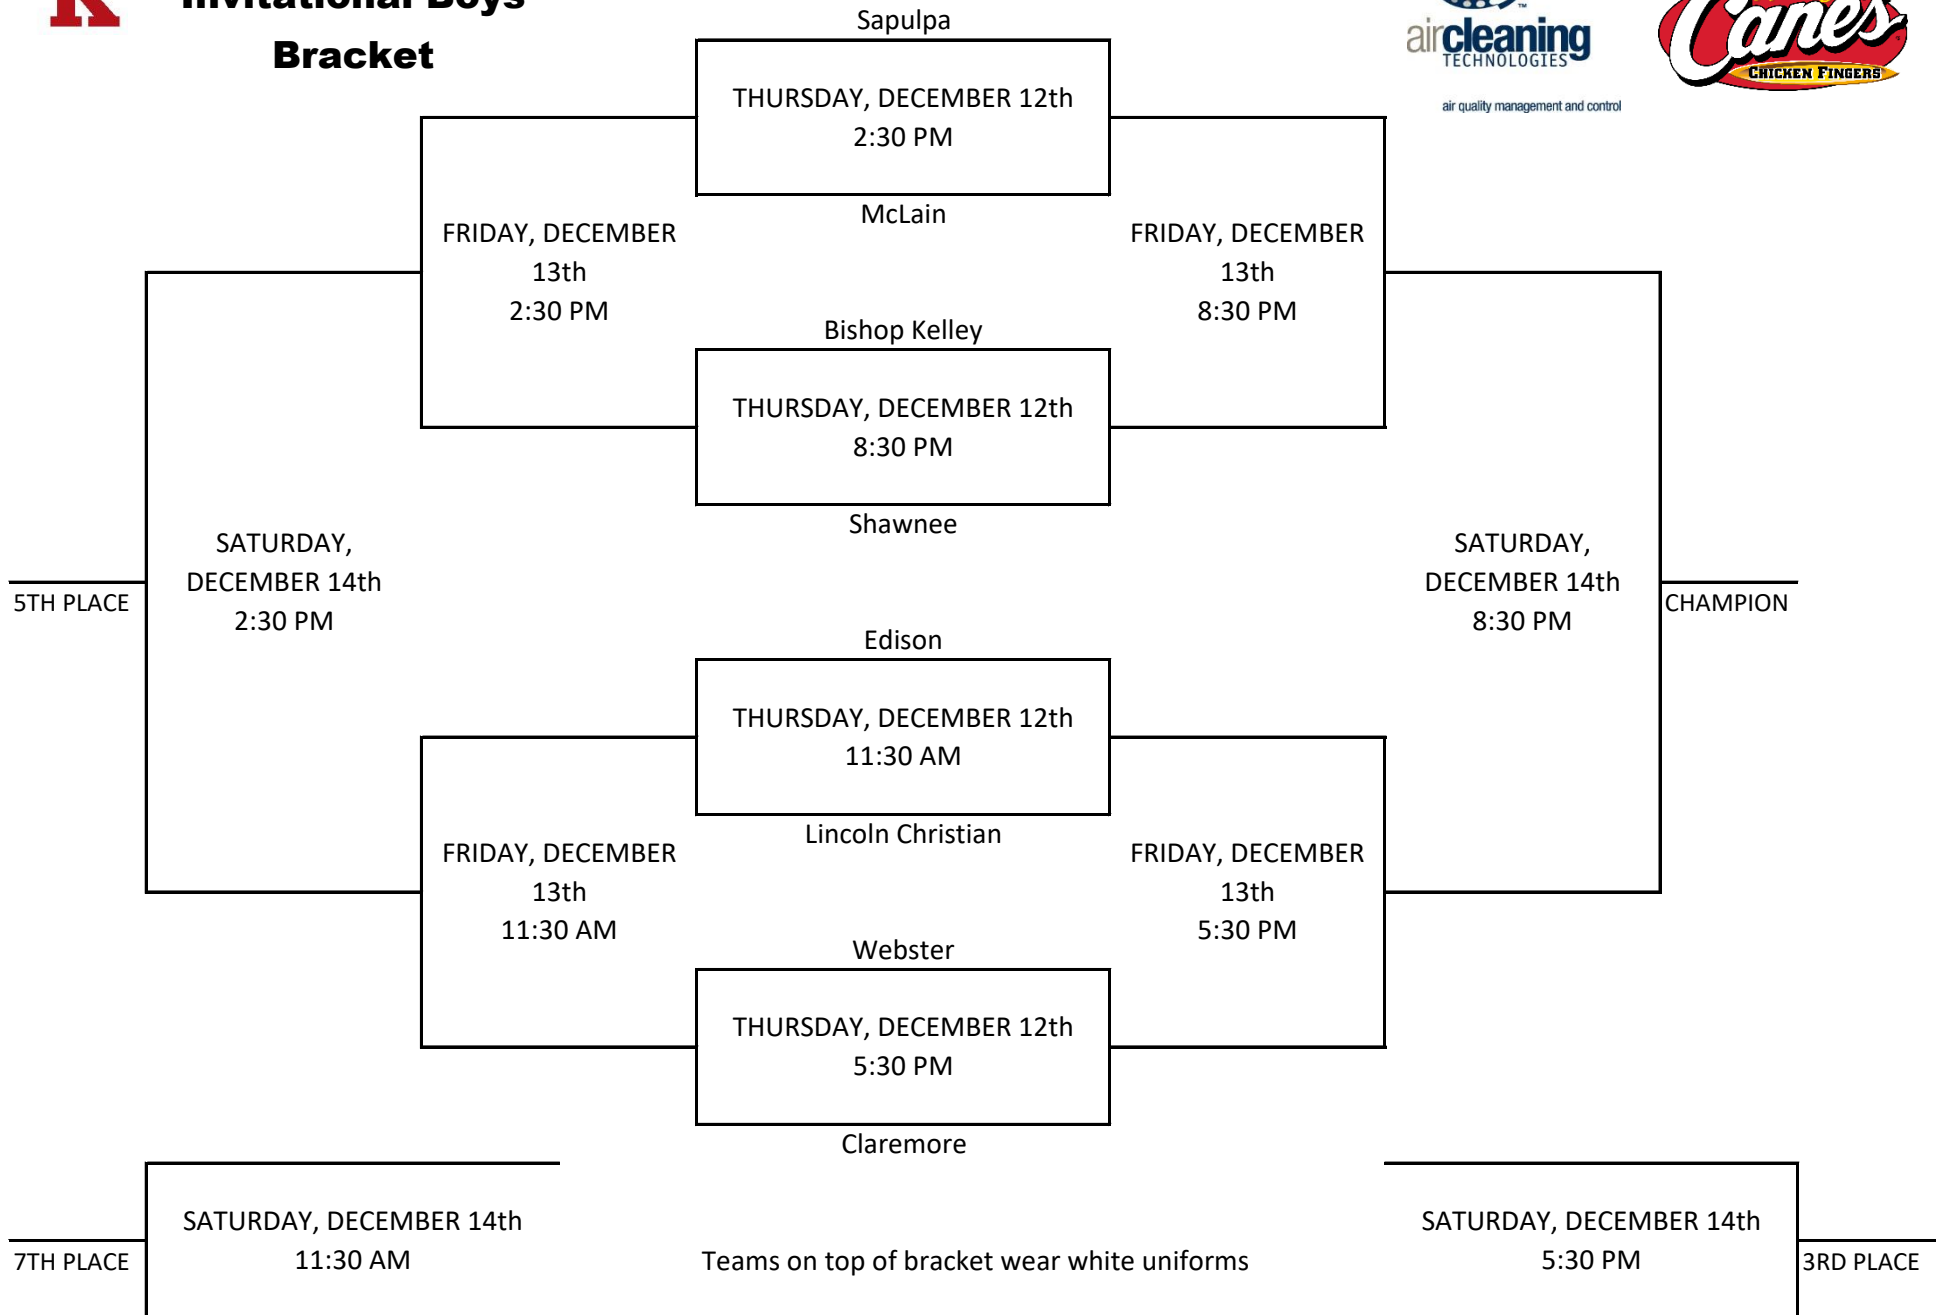 Invitational Boys
Bracket
aircleaning
TECHNOLOGIES
™
air quality management and control
Canes
CHICKEN FINGERS
Sapulpa
THURSDAY, DECEMBER 12th
2:30 PM
McLain
FRIDAY, DECEMBER
13th
2:30 PM
FRIDAY, DECEMBER
13th
8:30 PM
Bishop Kelley
THURSDAY, DECEMBER 12th
8:30 PM
Shawnee
SATURDAY,
DECEMBER 14th
2:30 PM
5TH PLACE
SATURDAY,
DECEMBER 14th
8:30 PM
CHAMPION
Edison
THURSDAY, DECEMBER 12th
11:30 AM
Lincoln Christian
FRIDAY, DECEMBER
13th
11:30 AM
FRIDAY, DECEMBER
13th
5:30 PM
Webster
THURSDAY, DECEMBER 12th
5:30 PM
Claremore
SATURDAY, DECEMBER 14th
11:30 AM
7TH PLACE
Teams on top of bracket wear white uniforms
SATURDAY, DECEMBER 14th
5:30 PM
3RD PLACE